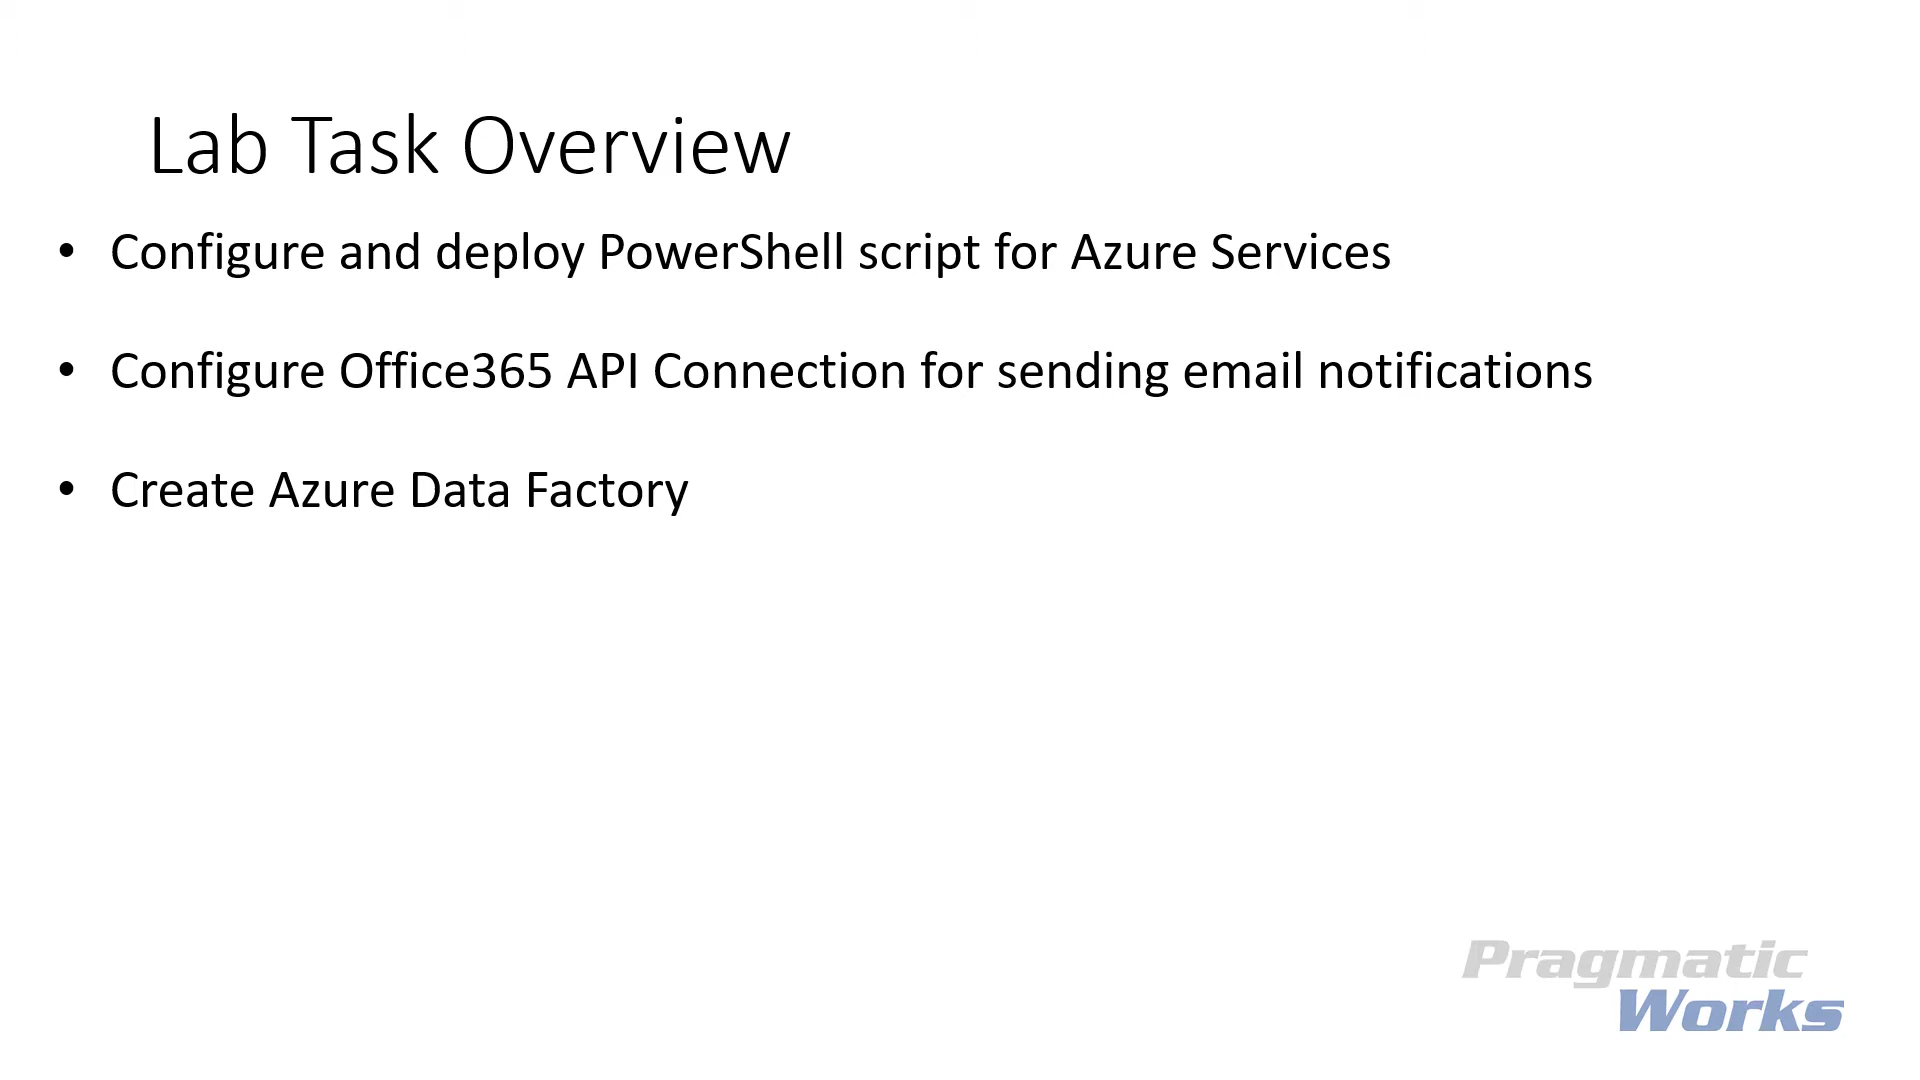 Lab Task Overview
• Configure and deploy PowerShell script for Azure Services
• Configure Office365 API Connection for sending email notifications
• Create Azure Data Factory
Pragmatic
Works